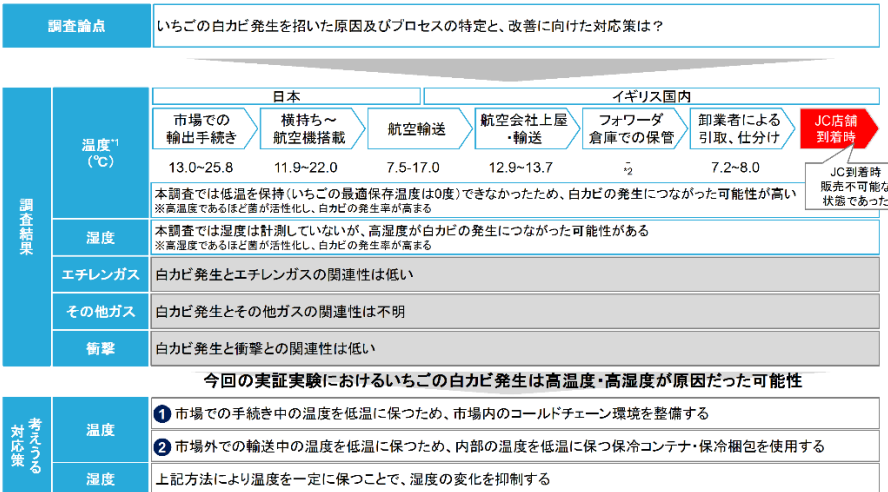 調査論点
いちごの白カビ発生を招いた原因及びプロセスの特定と、改善に向けた対応策は？
調査結果
温度*1
（℃）
日本
イギリス国内
市場での
輸出手続き
横持ち～
航空機搭載
航空輸送
航空会社上屋
・輸送
フォワーダ
倉庫での保管
卸業者による
引取、仕分け
JC店舗
到着時
13.0~25.8
11.9~22.0
7.5-17.0
12.9~13.7
-
*2
7.2~8.0
JC到着時
販売不可能な
状態であった
本調査では低温を保持（いちごの最適保存温度は0度）できなかったため、白カビの発生につながった可能性が高い
※高温度であるほど菌が活性化し、白カビの発生率が高まる
湿度
本調査では湿度は計測していないが、高湿度が白カビの発生につながった可能性がある
※高湿度であるほど菌が活性化し、白カビの発生率が高まる
エチレンガス
白カビ発生とエチレンガスの関連性は低い
その他ガス
白カビ発生とその他ガスの関連性は不明
衝撃
白カビ発生と衝撃との関連性は低い
今回の実証実験におけるいちごの白カビ発生は高温度・高湿度が原因だった可能性
考えうる
対応策
温度
1 市場での手続き中の温度を低温に保つため、市場内のコールドチェーン環境を整備する
2 市場外での輸送中の温度を低温に保つため、内部の温度を低温に保つ保冷コンテナ・保冷梱包を使用する
湿度
上記方法により温度を一定に保つことで、湿度の変化を抑制する